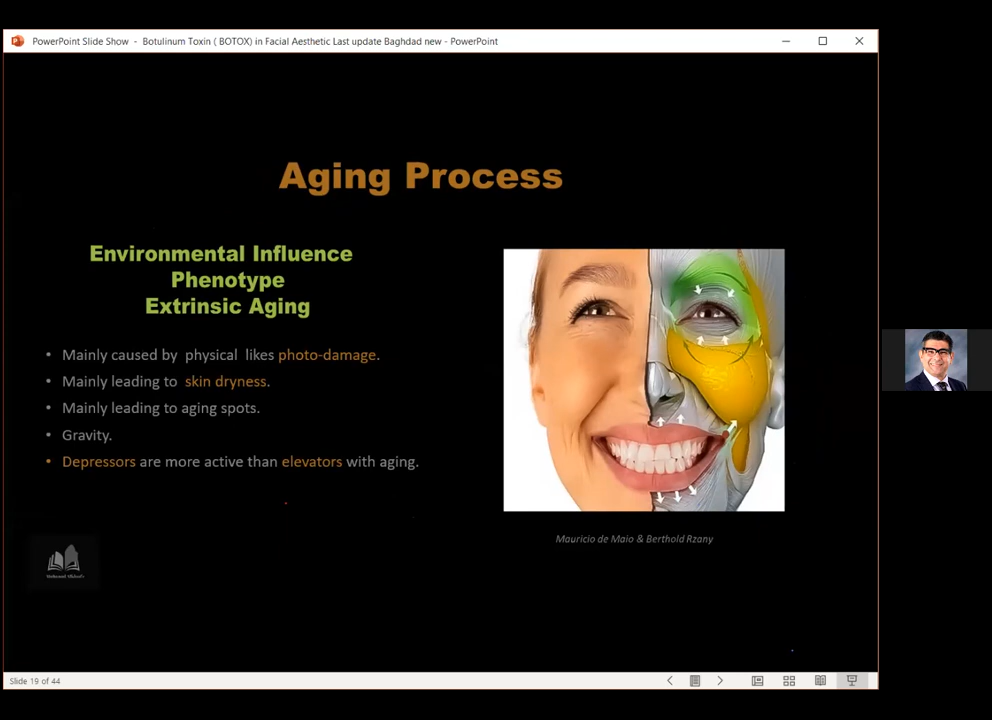 PowerPoint Slide Show - Botulinum Toxin ( BOTOX) in Facial Aesthetic Last update Baghdad new - PowerPoint
Aging Process
Environmental Influence
Phenotype
Extrinsic Aging
• Mainly caused by physical likes photo-damage.
• Mainly leading to skin dryness.
• Mainly leading to aging spots.
• Gravity.
• Depressors are more active than elevators with aging.
Mauricio de Maio & Berthold Rzany
Slide 19 of 44